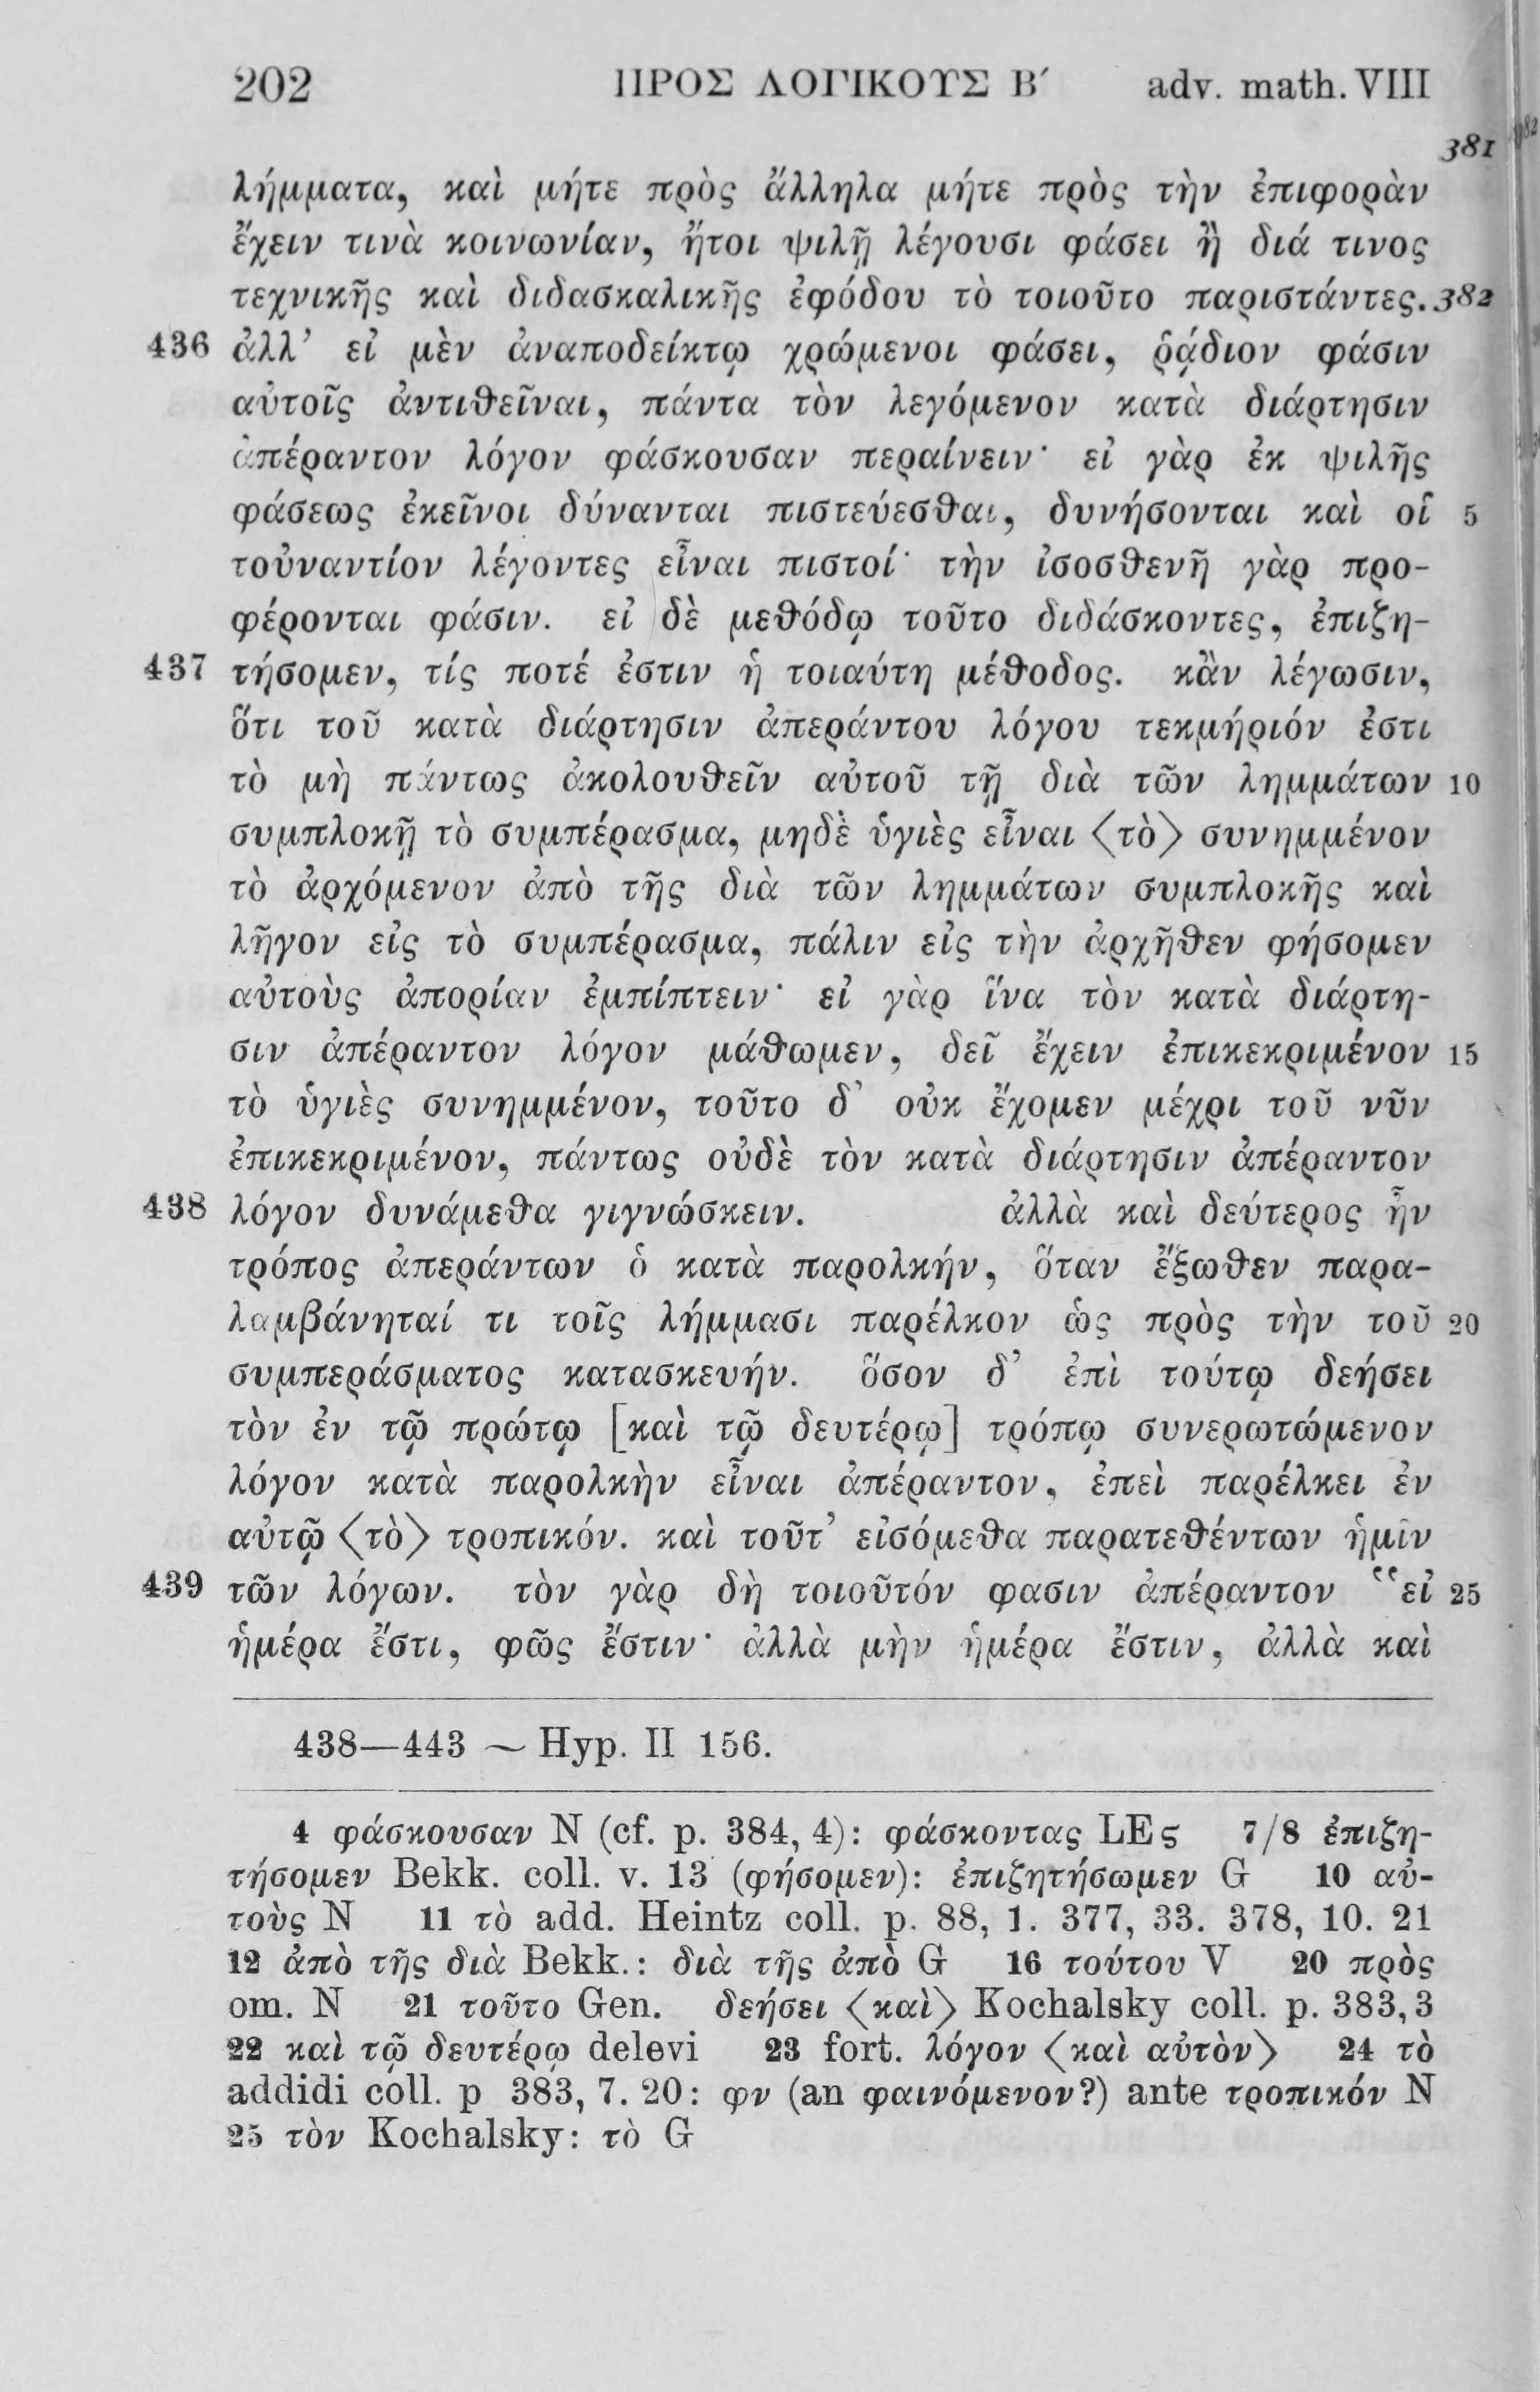 202 ΠΡΟΣ ΛΟΓΙΚΟΥΣ Β´ adv. math. VIII
381
λήμματα, καὶ μήτε πρὸς ἄλληλα μήτε πρὸς τὴν ἐπιφορὰν
ἔχειν τινὰ κοινωνίαν, ἤτοι ψιλῇ λέγουσι φάσει ἢ διά τινος
τεχνικῆς καὶ διδασκαλικῆς ἐφόδου τὸ τοιοῦτο παριστάντες. 382
436 ἀλλ’ εἰ μὲν ἀναποδείκτῳ χρώμενοι φάσει, ῥᾴδιον φάσιν
αὐτοῖς ἀντιθεῖναι, πάντα τὸν λεγόμενον κατὰ διάρτησιν
ἀπέραντον λόγον φάσκουσαν περαίνειν· εἰ γὰρ ἐκ ψιλῆς
φάσεως ἐκεῖνοι δύνανται πιστεύεσθαι, δυνήσονται καὶ οἱ 5
τοὐναντίον λέγοντες εἶναι πιστοί· τὴν ἰσοσθενῆ γὰρ προ-
φέρονται φάσιν. εἰ δὲ μεθόδῳ τοῦτο διδάσκοντες, ἐπιζη-
437 τήσομεν, τίς ποτέ ἐστιν ἡ τοιαύτη μέθοδος. κἂν λέγωσιν,
ὅτι τοῦ κατὰ διάρτησιν ἀπεράντου λόγου τεκμήριόν ἐστι
τὸ μὴ πάντως ἀκολουθεῖν αὐτοῦ τῇ διὰ τῶν λημμάτων 10
συμπλοκῇ τὸ συμπέρασμα, μηδὲ ὑγιὲς εἶναι ⟨τὸ⟩ συνημμένον
τὸ ἀρχόμενον ἀπὸ τῆς διὰ τῶν λημμάτων συμπλοκῆς καὶ
λῆγον εἰς τὸ συμπέρασμα, πάλιν εἰς τὴν ἀρχῆθεν φήσομεν
αὐτοὺς ἀπορίαν ἐμπίπτειν· εἰ γὰρ ἵνα τὸν κατὰ διάρτη-
σιν ἀπέραντον λόγον μάθωμεν, δεῖ ἔχειν ἐπικεκριμένον 15
τὸ ὑγιὲς συνημμένον, τοῦτο δ’ οὐκ ἔχομεν μέχρι τοῦ νῦν
ἐπικεκριμένον, πάντως οὐδὲ τὸν κατὰ διάρτησιν ἀπέραντον
438 λόγον δυνάμεθα γιγνώσκειν. ἀλλὰ καὶ δεύτερος ἦν
τρόπος ἀπεράντων ὁ κατὰ παρολκήν, ὅταν ἔξωθεν παρα-
λαμβάνηταί τι τοῖς λήμμασι παρέλκον ὡς πρὸς τὴν τοῦ 20
συμπεράσματος κατασκευήν. ὅσον δ’ ἐπὶ τούτῳ δεήσει
τὸν ἐν τῷ πρώτῳ [καὶ τῷ δευτέρῳ] τρόπῳ συνερωτώμενον
λόγον κατὰ παρολκὴν εἶναι ἀπέραντον, ἐπεὶ παρέλκει ἐν
αὐτῷ ⟨τὸ⟩ τροπικόν. καὶ τοῦτ’ εἰσόμεθα παρατεθέντων ἡμῖν
439 τῶν λόγων. τὸν γὰρ δὴ τοιοῦτόν φασιν ἀπέραντον “εἰ 25
ἡμέρα ἔστι, φῶς ἔστιν· ἀλλὰ μὴν ἡμέρα ἔστιν, ἀλλὰ καὶ
438—443 ∼ Hyp. II 156.
4 φάσκουσαν N (cf. p. 384, 4): φάσκοντας LEς 7/8 ἐπιζη-
τήσομεν Bekk. coll. v. 13 (φήσομεν): ἐπιζητήσωμεν G 10 αὐ-
τοὺς N 11 τὸ add. Heintz coll. p. 88, 1. 377, 33. 378, 10. 21
12 ἀπὸ τῆς διὰ Bekk.: διὰ τῆς ἀπὸ G 16 τούτου V 20 πρὸς
om. N 21 τοῦτο Gen. δεήσει ⟨καὶ⟩ Kochalsky coll. p. 383, 3
22 καὶ τῷ δευτέρῳ delevi 23 fort. λόγον ⟨καὶ αὐτὸν⟩ 24 τὸ
addidi coll. p 383, 7. 20: φν (an φαινόμενον?) ante τροπικόν N
25 τὸν Kochalsky: τὸ G